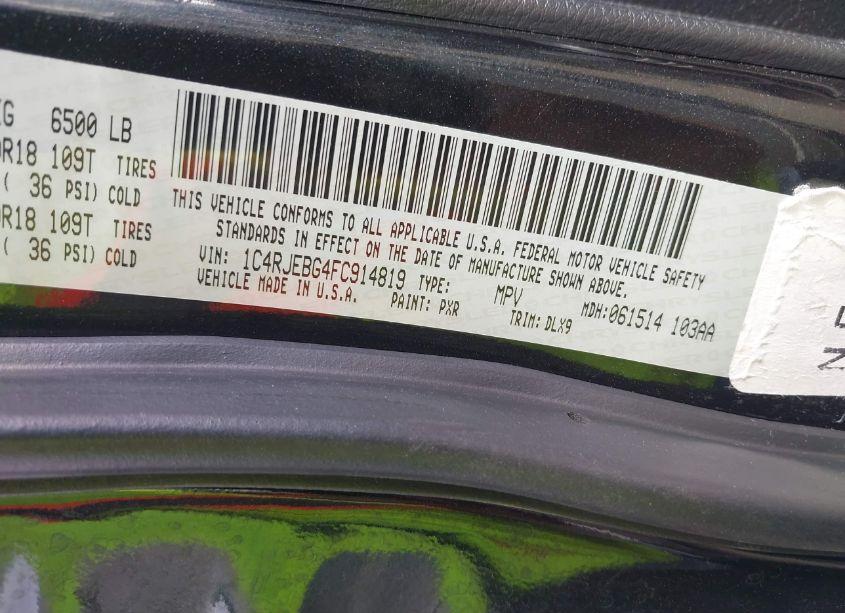 6500 LB
R18 109T TIRES
( 36 PSI) COLD
R18 109T TIRES
( 36 PSI) COLD
THIS VEHICLE CONFORMS TO ALL APPLICABLE U.S.A. FEDERAL MOTOR VEHICLE SAFETY
STANDARDS IN EFFECT ON THE DATE OF MANUFACTURE SHOWN ABOVE.
VIN: 1C4RJEBG4FC914819 TYPE: MPV MDH:061514 103AA
VEHICLE MADE IN U.S.A. PAINT: PXR TRIM: DLX9